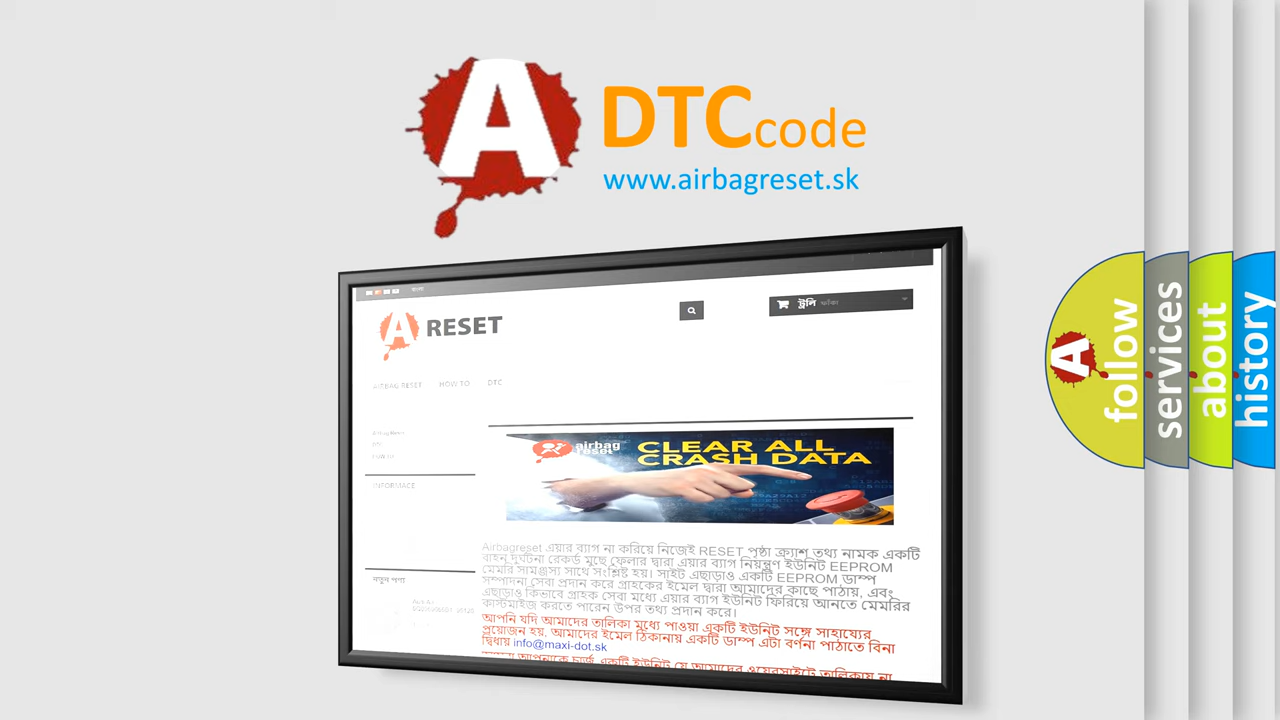 A
DTCcode
www.airbagreset.sk
বাংলা
A RESET
ট্রলি ফাঁকা
AIRBAG RESET HOW TO DTC
airbag
reset
CLEAR ALL
CRASH DATA
INFORMACE
Airbagreset এয়ার ব্যাগ না করিয়ে নিজেই RESET পৃষ্ঠা ক্র্যাশ তথ্য নামক একটি
বাহন দুর্ঘটনা রেকর্ড মুছে ফেলার দ্বারা এয়ার ব্যাগ নিয়ন্ত্রণ ইউনিট EEPROM
মেমরি সামঞ্জস্য সাথে সংশ্লিষ্ট হয়। সাইট এছাড়াও একটি EEPROM ডাম্প
সম্পাদনা সেবা প্রদান করে গ্রাহকের ইমেল দ্বারা আমাদের কাছে পাঠায়, এবং
এছাড়াও কিভাবে গ্রাহক সেবা মধ্যে এয়ার ব্যাগ ইউনিট ফিরিয়ে আনতে মেমরির
কাস্টমাইজ করতে পারেন উপর তথ্য প্রদান করে।
নতুন পণ্য
আপনি যদি আমাদের তালিকা মধ্যে পাওয়া একটি ইউনিট সঙ্গে সাহায্যের
প্রয়োজন হয়, আমাদের ইমেল ঠিকানায় একটি ডাম্প এটা বর্ণনা পাঠাতে বিনা
দ্বিধায় info@maxi-dot.sk
follow
services
about
history